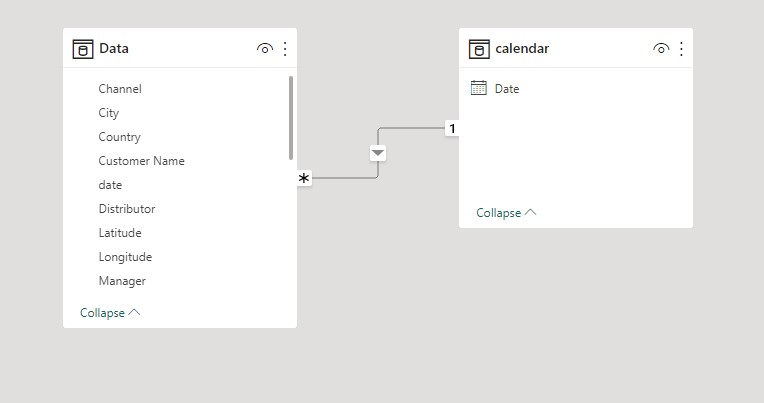 Data
Channel
City
Country
Customer Name
date
Distributor
Latitude
Longitude
Manager
Collapse
*
1
calendar
Date
Collapse